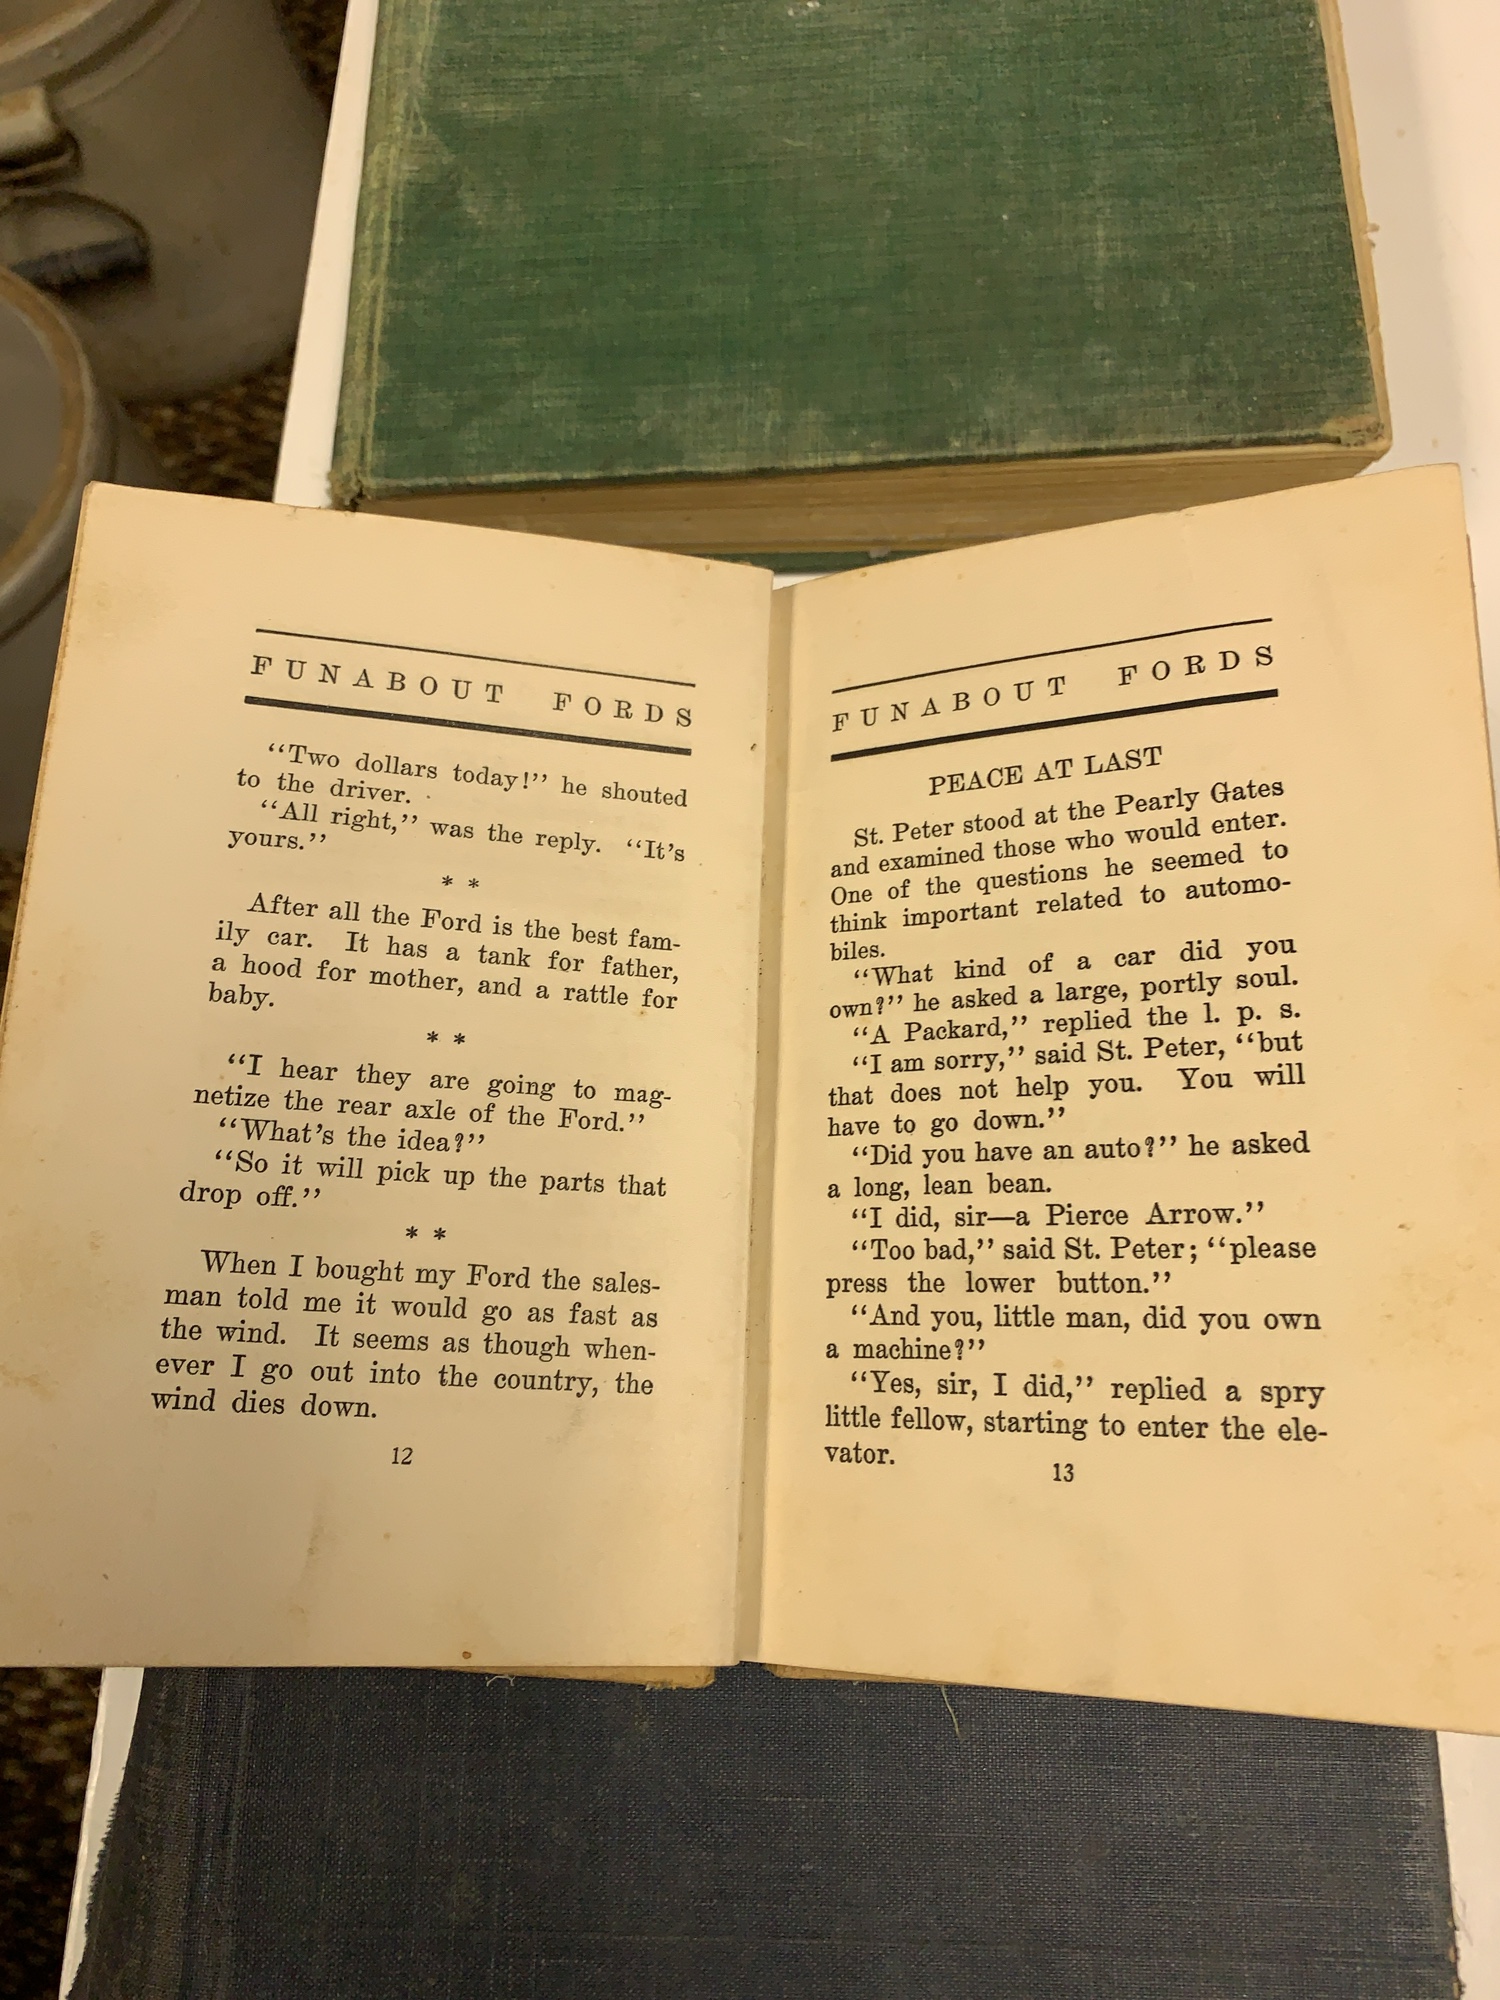 FUNABOUT FORDS
“Two dollars today!” he shouted
to the driver.
“All right,” was the reply. “It's
yours.”
* *
After all the Ford is the best fam-
ily car. It has a tank for father,
a hood for mother, and a rattle for
baby.
* *
“I hear they are going to mag-
netize the rear axle of the Ford.”
“What's the idea?”
“So it will pick up the parts that
drop off.”
* *
When I bought my Ford the sales-
man told me it would go as fast as
the wind. It seems as though when-
ever I go out into the country, the
wind dies down.
12
FUNABOUT FORDS
PEACE AT LAST
St. Peter stood at the Pearly Gates
and examined those who would enter.
One of the questions he seemed to
think important related to automo-
biles.
“What kind of a car did you
own?” he asked a large, portly soul.
“A Packard,” replied the l. p. s.
“I am sorry,” said St. Peter, “but
that does not help you. You will
have to go down.”
“Did you have an auto?” he asked
a long, lean bean.
“I did, sir—a Pierce Arrow.”
“Too bad,” said St. Peter; “please
press the lower button.”
“And you, little man, did you own
a machine?”
“Yes, sir, I did,” replied a spry
little fellow, starting to enter the ele-
vator.
13